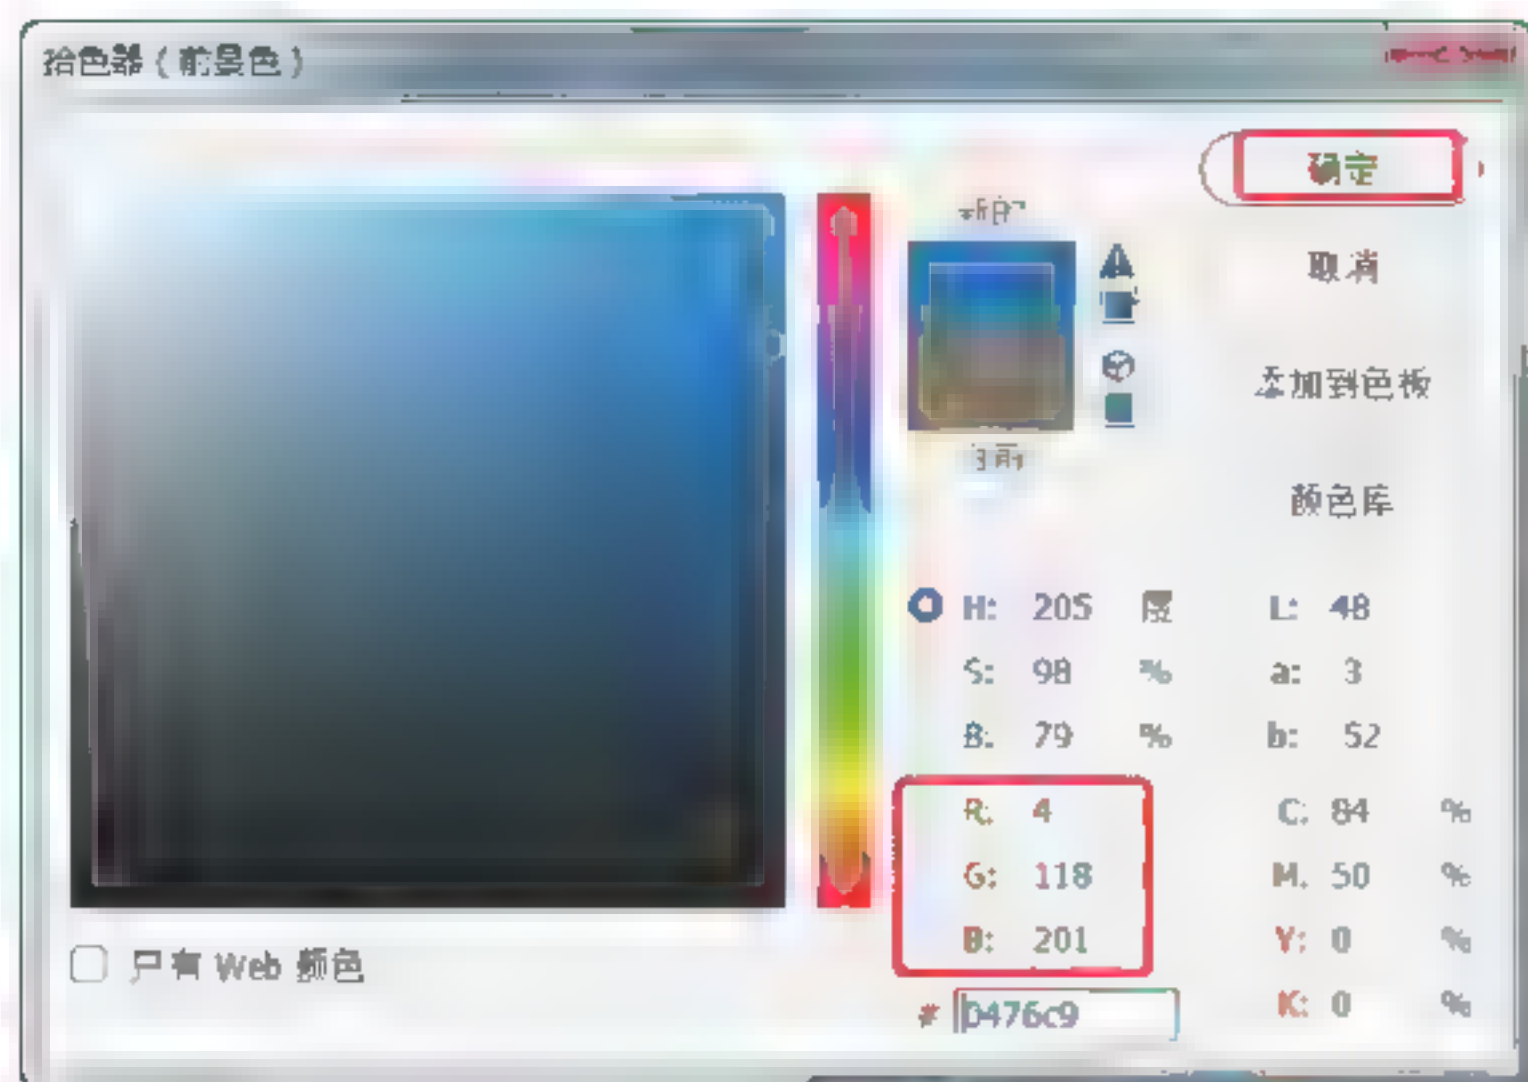 拾色器（前景色）
确定
取消
添加到色板
颜色库
H: 205 度
S: 98 %
B: 79 %
R: 4
G: 118
B: 201
# 0476c9
L: 48
a: 3
b: 52
C: 84 %
M: 50 %
Y: 0 %
K: 0 %
只有 Web 颜色